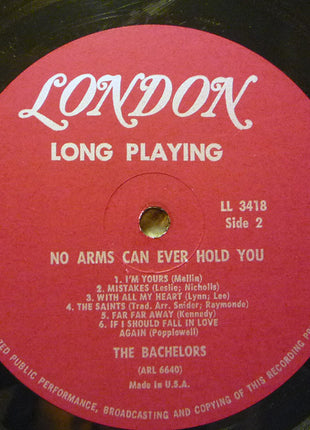 LONDON
LONG PLAYING
LL 3418
Side 2
NO ARMS CAN EVER HOLD YOU
1. I'M YOURS (Mellin)
2. MISTAKES (Leslie; Nicholls)
3. WITH ALL MY HEART (Lynn; Lee)
4. THE SAINTS (Trad. Arr. Snider; Raymonde)
5. FAR FAR AWAY (Kennedy)
6. IF I SHOULD FALL IN LOVE
AGAIN (Popplewell)
THE BACHELORS
(ARL 6640)
Made in U.S.A.
PUBLIC PERFORMANCE, BROADCASTING AND COPYING OF THIS RECORDING